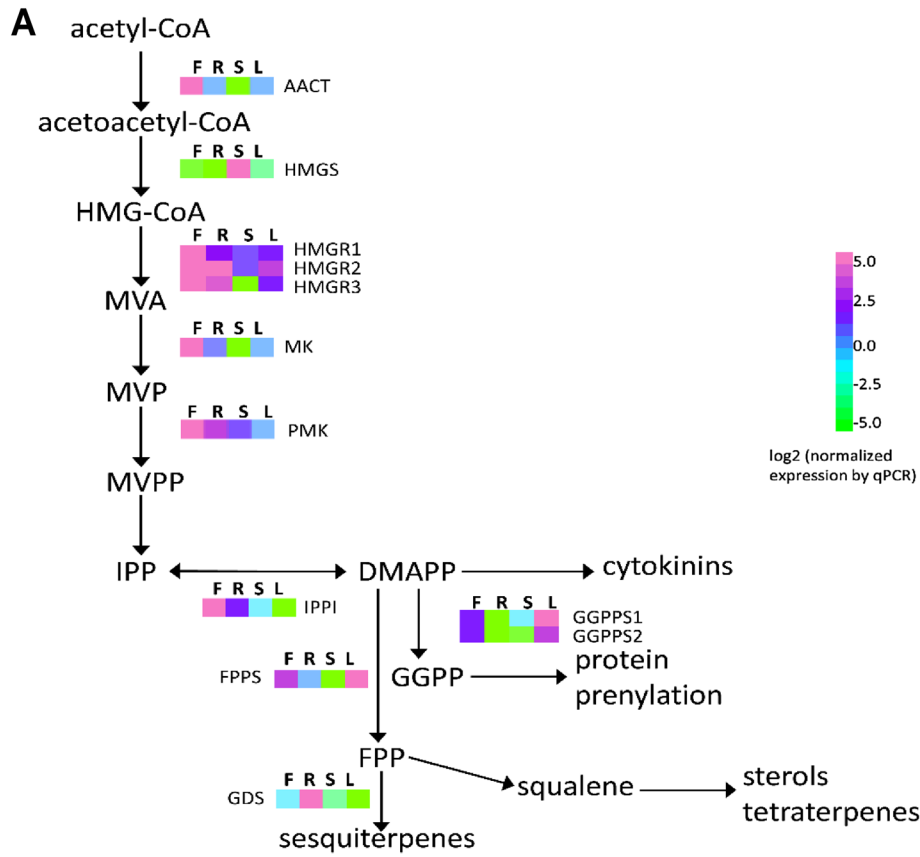 A
acetyl-CoA
F R S L
AACT
acetoacetyl-CoA
F R S L
HMGS
HMG-CoA
F R S L
HMGR1
HMGR2
HMGR3
MVA
F R S L
MK
MVP
F R S L
PMK
MVPP
5.0
2.5
0.0
-2.5
-5.0
log2 (normalized
expression by qPCR)
IPP
DMAPP
cytokinins
F R S L
IPPI
F R S L
GGPPS1
GGPPS2
F R S L
FPPS
GGPP
protein
prenylation
FPP
F R S L
GDS
squalene
sterols
tetraterpenes
sesquiterpenes